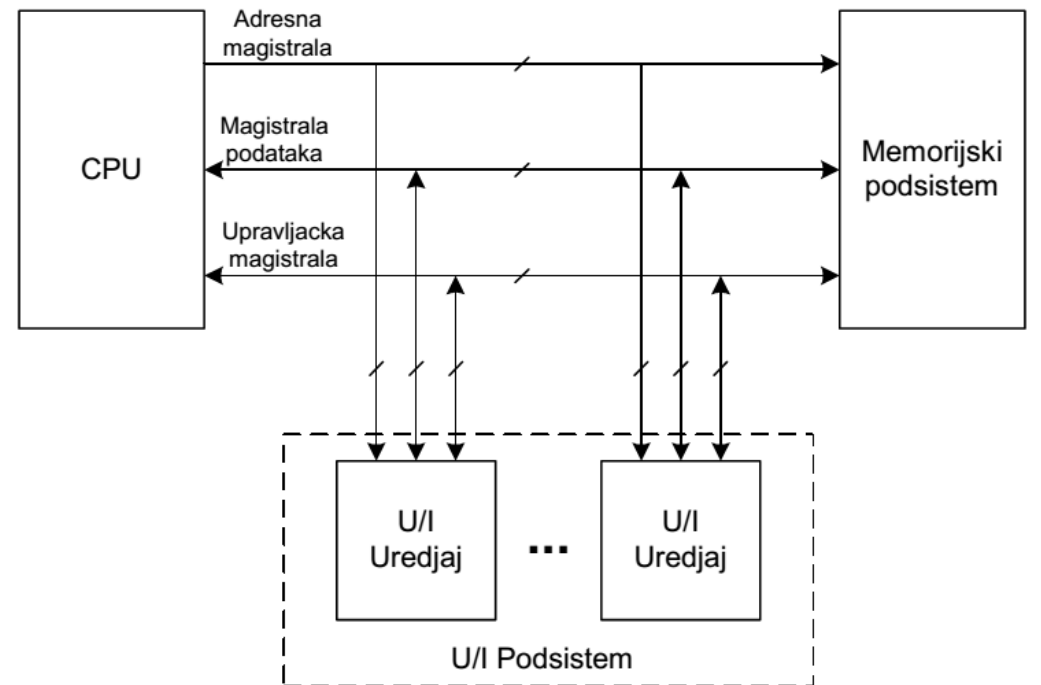 Adresna
magistrala
CPU
Magistrala
podataka
Memorijski
podsistem
Upravljacka
magistrala
U/I
Uredjaj
...
U/I
Uredjaj
U/I Podsistem